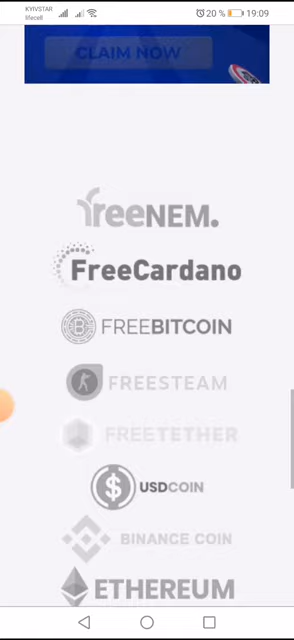 KYIVSTAR
lifecell
20 %
19:09
CLAIM NOW
freeNEM.
FreeCardano
FREEBITCOIN
FREESTEAM
FREETETHER
USDCOIN
BINANCE COIN
ETHEREUM